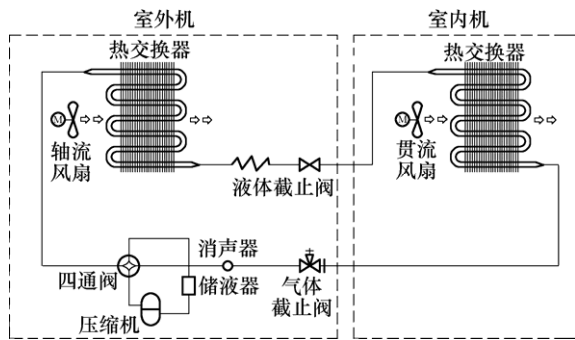 室外机
室内机
热交换器
热交换器
M
轴流
风扇
M
贯流
风扇
液体截止阀
消声器
四通阀
储液器
气体
截止阀
压缩机